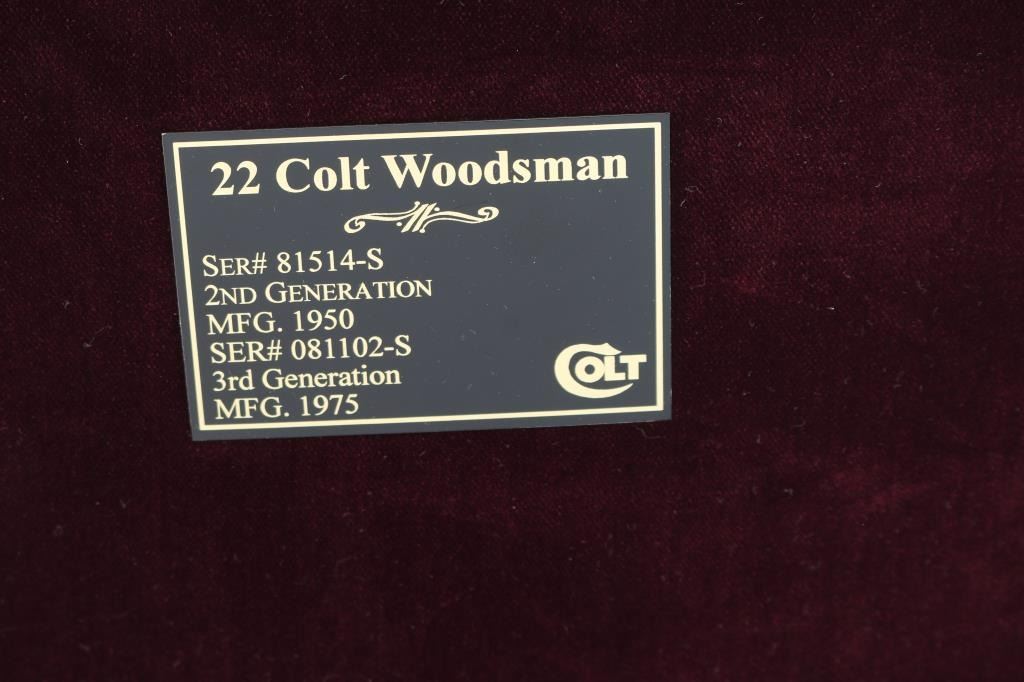 22 Colt Woodsman
SER# 81514-S
2ND GENERATION
MFG. 1950
SER# 081102-S
3rd Generation
MFG. 1975
COLT